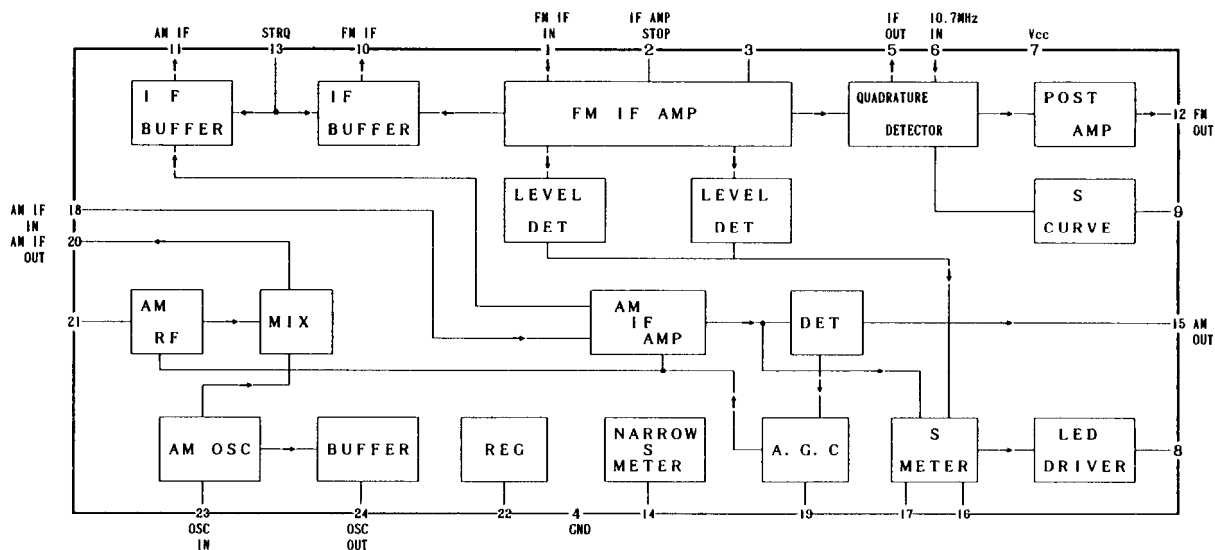 FM IF
IN
1
IF AMP
STOP
2
3
IF
OUT
5
10.7MHz
IN
6
Vcc
7
AM IF
11
STRQ
13
FM IF
10
I F
BUFFER
IF
BUFFER
FM IF AMP
QUADRATURE
DETECTOR
POST
AMP
12 FM
OUT
LEVEL
DET
LEVEL
DET
S
CURVE
9
AM IF
IN
18
AM IF
OUT
20
21
AM
RF
MIX
AM
IF
AMP
DET
15 AM
OUT
AM OSC
BUFFER
REG
NARROW
S
METER
A. G. C
S
METER
LED
DRIVER
8
23
OSC
IN
24
OSC
OUT
22
4
GND
14
19
17
16